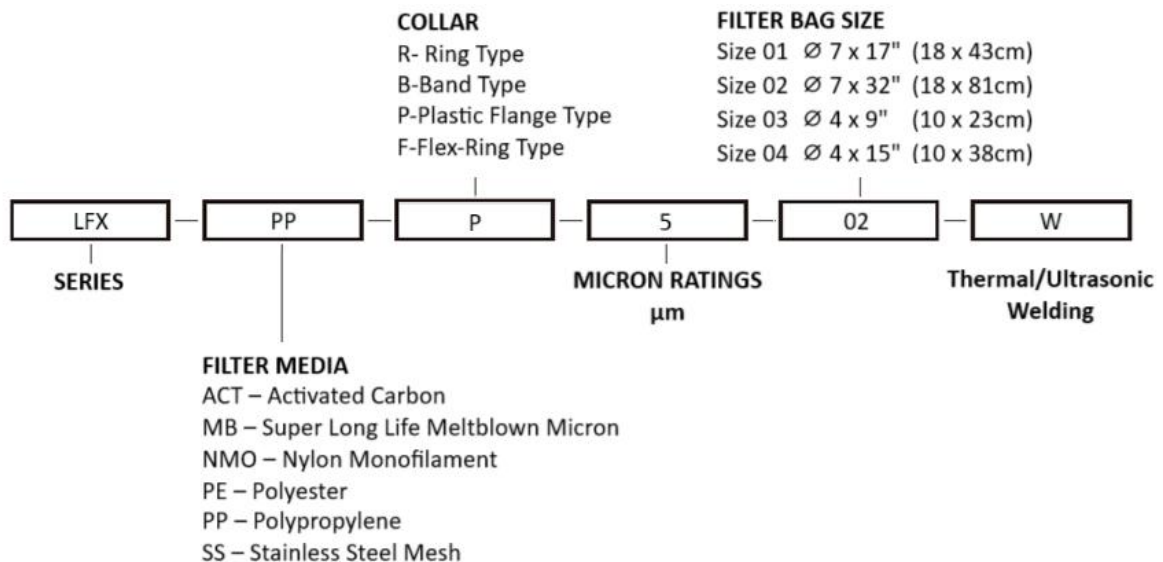 COLLAR
R- Ring Type
B-Band Type
P-Plastic Flange Type
F-Flex-Ring Type
FILTER BAG SIZE
Size 01 Ø 7 x 17" (18 x 43cm)
Size 02 Ø 7 x 32" (18 x 81cm)
Size 03 Ø 4 x 9" (10 x 23cm)
Size 04 Ø 4 x 15" (10 x 38cm)
LFX — PP — P — 5 — 02 — W
SERIES
MICRON RATINGS
µm
Thermal/Ultrasonic
Welding
FILTER MEDIA
ACT – Activated Carbon
MB – Super Long Life Meltblown Micron
NMO – Nylon Monofilament
PE – Polyester
PP – Polypropylene
SS – Stainless Steel Mesh